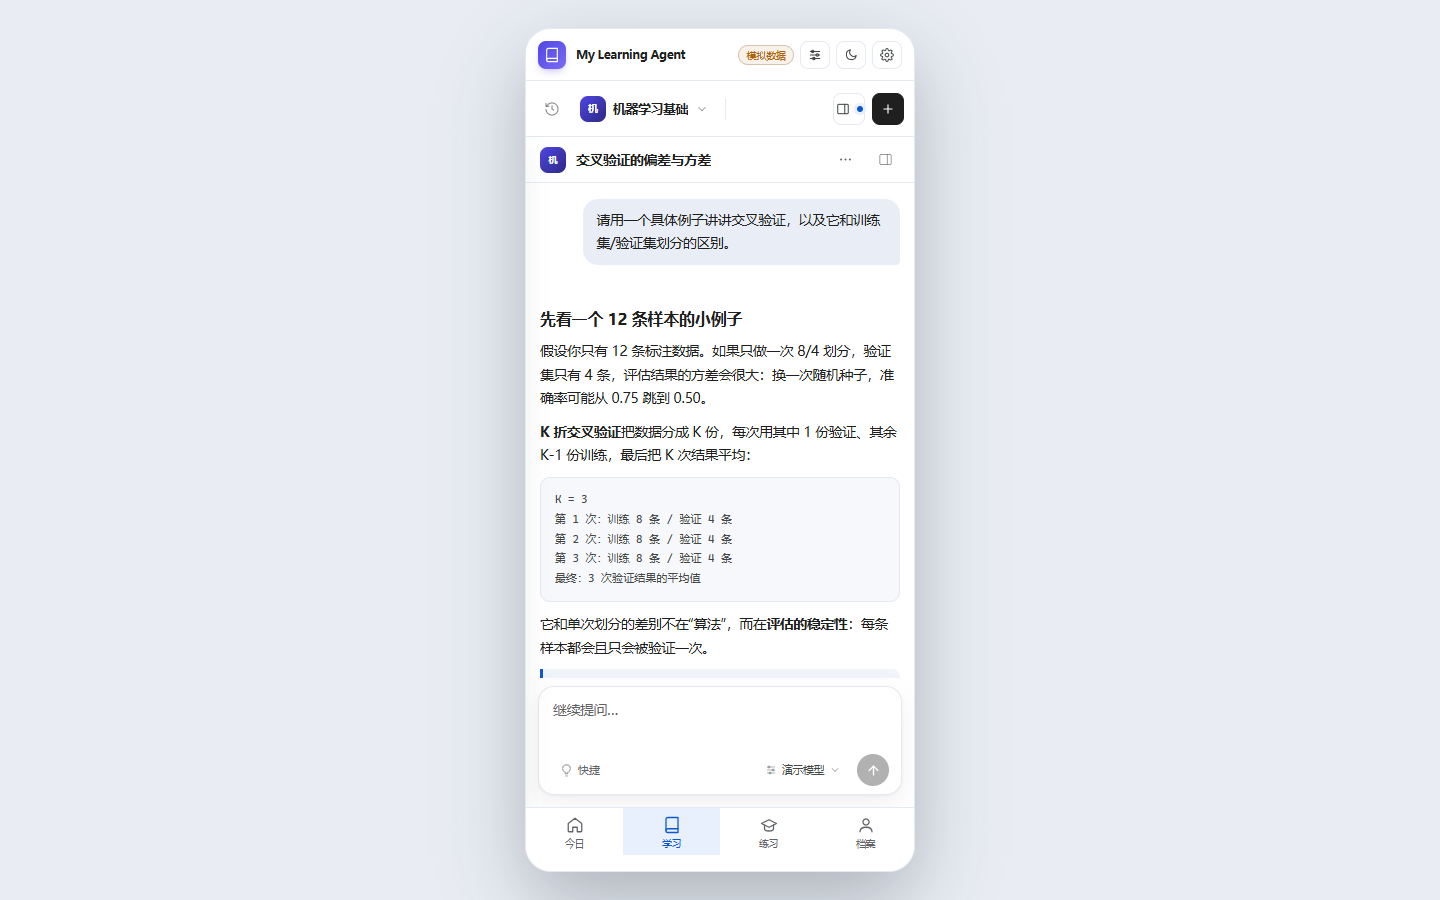 My Learning Agent
模拟数据
机
机器学习基础
机
交叉验证的偏差与方差
请用一个具体例子讲讲交叉验证，以及它和训练
集/验证集划分的区别。
先看一个 12 条样本的小例子
假设你只有 12 条标注数据。如果只做一次 8/4 划分，验证
集只有 4 条，评估结果的方差会很大：换一次随机种子，准
确率可能从 0.75 跳到 0.50。
K 折交叉验证把数据分成 K 份，每次用其中 1 份验证、其余
K-1 份训练，最后把 K 次结果平均：
K = 3
第 1 次：训练 8 条 / 验证 4 条
第 2 次：训练 8 条 / 验证 4 条
第 3 次：训练 8 条 / 验证 4 条
最终：3 次验证结果的平均值
它和单次划分的差别不在“算法”，而在评估的稳定性：每条
样本都会且只会被验证一次。
继续提问...
快捷
演示模型
今日
学习
练习
档案